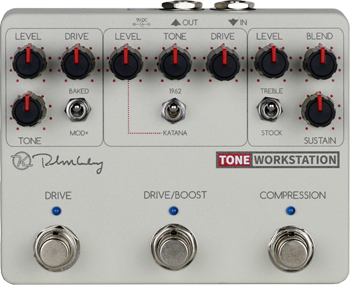 9VDC OUT IN
LEVEL DRIVE LEVEL TONE DRIVE LEVEL BLEND
BAKED 1962 TREBLE
TONE MOD+ KATANA STOCK SUSTAIN
TONE WORKSTATION
DRIVE DRIVE/BOOST COMPRESSION